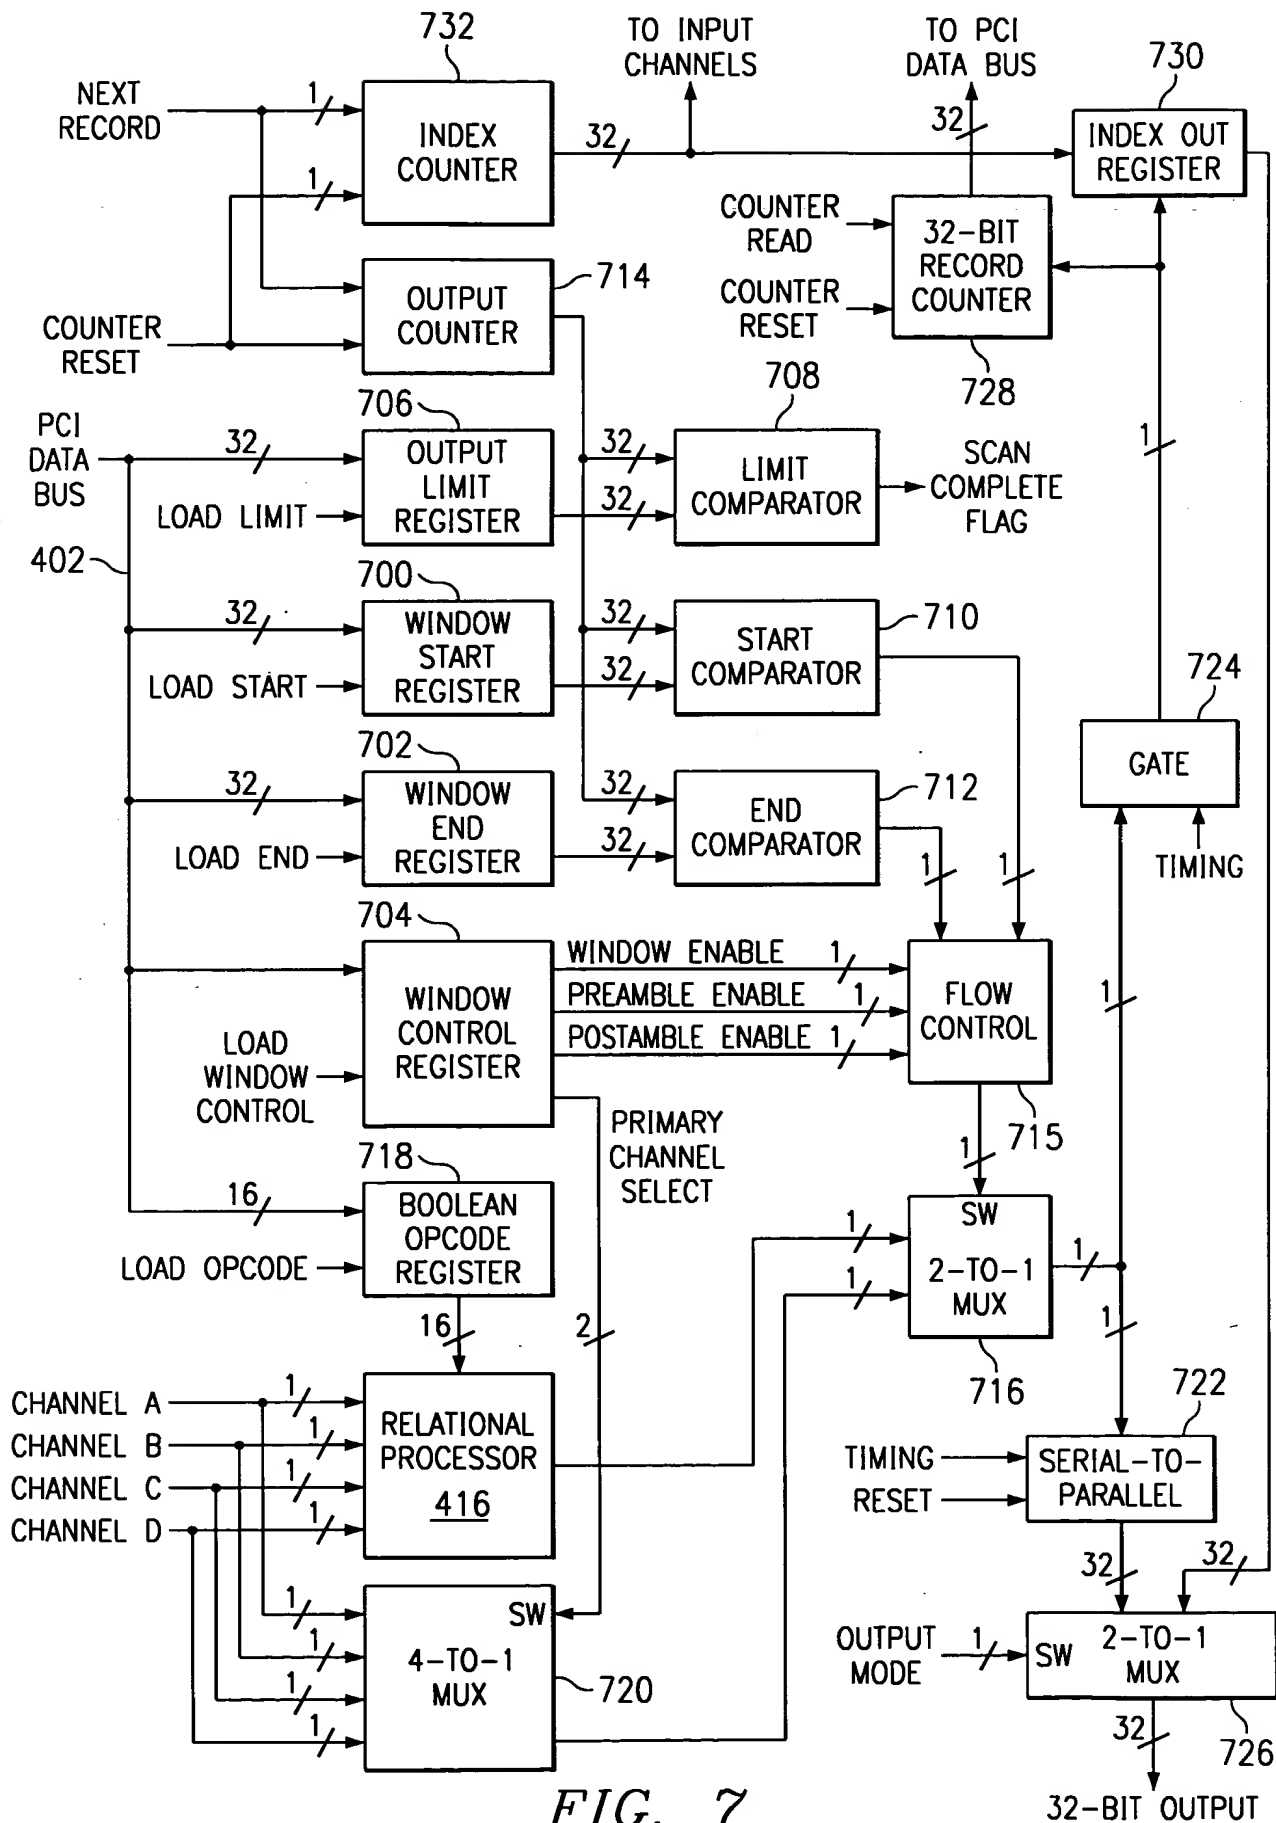 732
TO INPUT
CHANNELS
TO PCI
DATA BUS
730
NEXT
RECORD
1
INDEX
COUNTER
32
32
INDEX OUT
REGISTER
1
COUNTER
READ
32-BIT
RECORD
COUNTER
COUNTER
RESET
728
714
OUTPUT
COUNTER
COUNTER
RESET
708
706
PCI
DATA
BUS
32
OUTPUT
LIMIT
REGISTER
LOAD LIMIT
32
32
LIMIT
COMPARATOR
SCAN
COMPLETE
FLAG
1
402
700
32
WINDOW
START
REGISTER
LOAD START
32
32
START
COMPARATOR
710
724
GATE
TIMING
702
32
WINDOW
END
REGISTER
LOAD END
32
32
END
COMPARATOR
712
1
1
704
WINDOW
CONTROL
REGISTER
LOAD
WINDOW
CONTROL
WINDOW ENABLE
1
PREAMBLE ENABLE
1
POSTAMBLE ENABLE
1
FLOW
CONTROL
715
1
1
PRIMARY
CHANNEL
SELECT
718
16
BOOLEAN
OPCODE
REGISTER
LOAD OPCODE
16
2
1
1
SW
2-TO-1
MUX
716
1
1
CHANNEL A
1
CHANNEL B
1
CHANNEL C
1
CHANNEL D
1
RELATIONAL
PROCESSOR
416
722
TIMING
RESET
SERIAL-TO-
PARALLEL
32
32
1
1
1
1
SW
4-TO-1
MUX
720
OUTPUT
MODE
1
SW
2-TO-1
MUX
726
32
32-BIT OUTPUT
FIG. 7